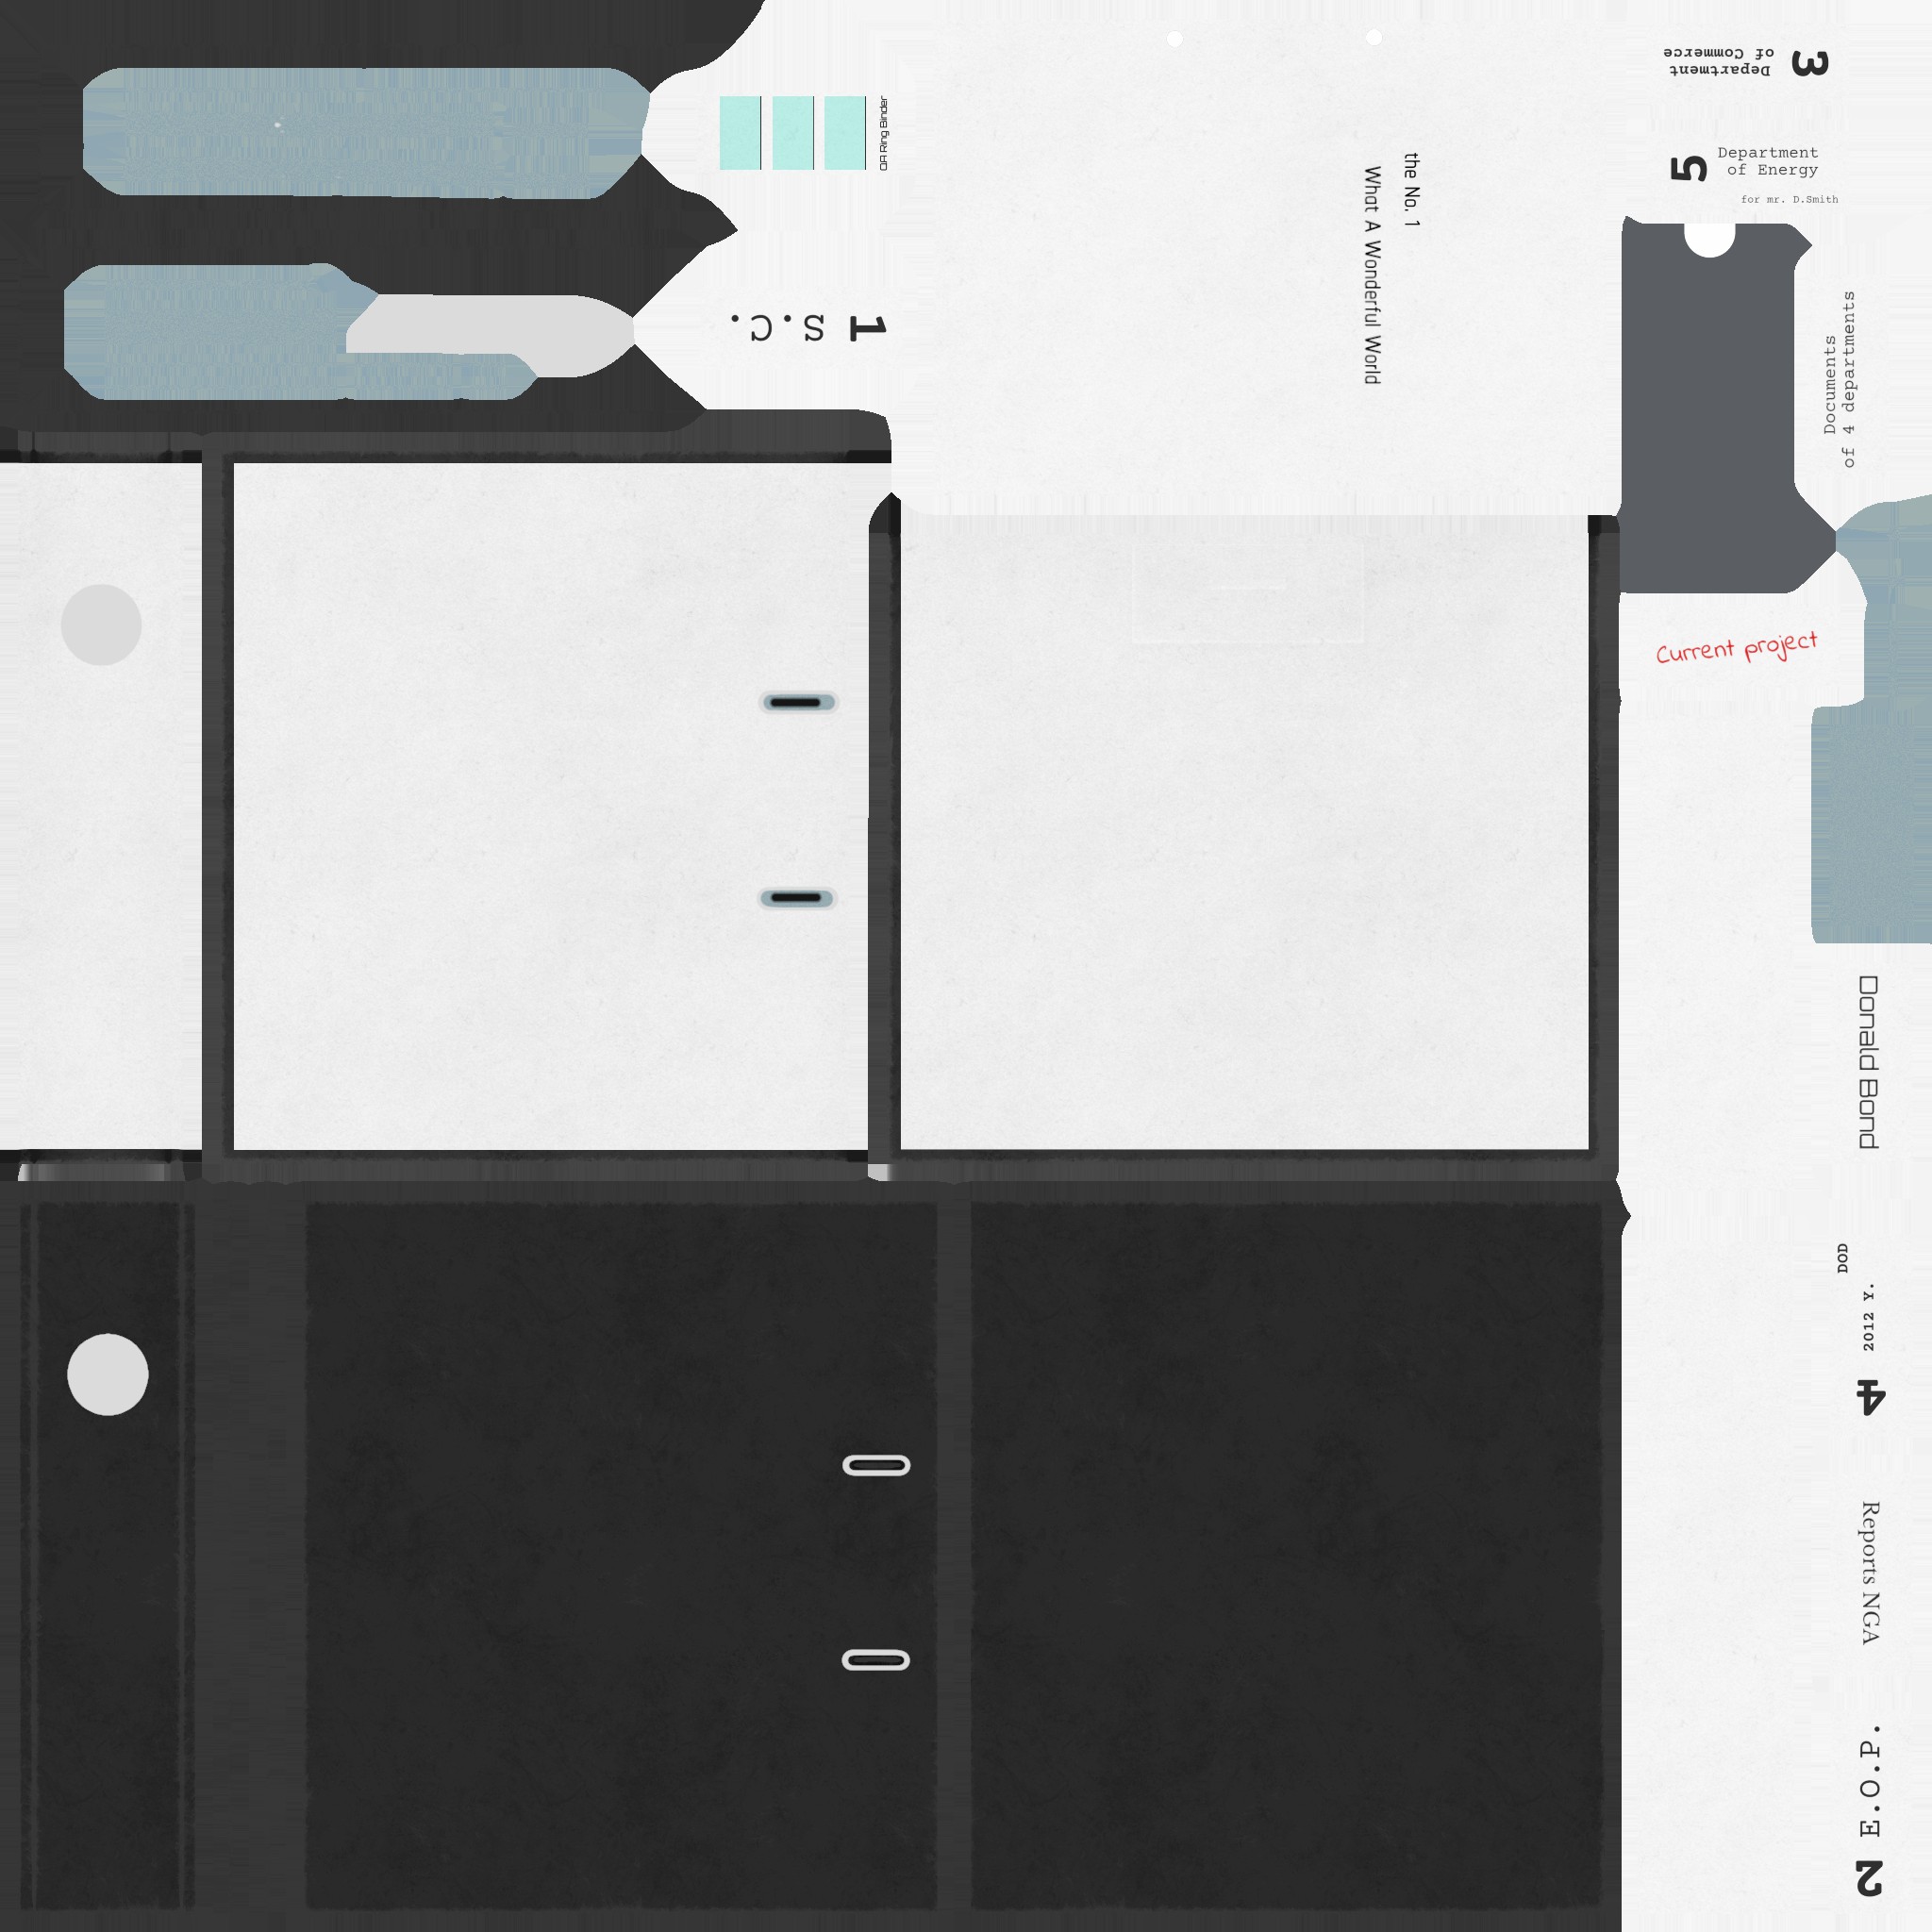 QA Ring Binder
1 S.C.
the No. 1
What A Wonderful World
3 Department
of Commerce
5 Department
of Energy
for mr. D.Smith
Documents
of 4 departments
Current project
Donald Bond
DOD
2012 Y.
4
Reports NGA
2 E.O.P.